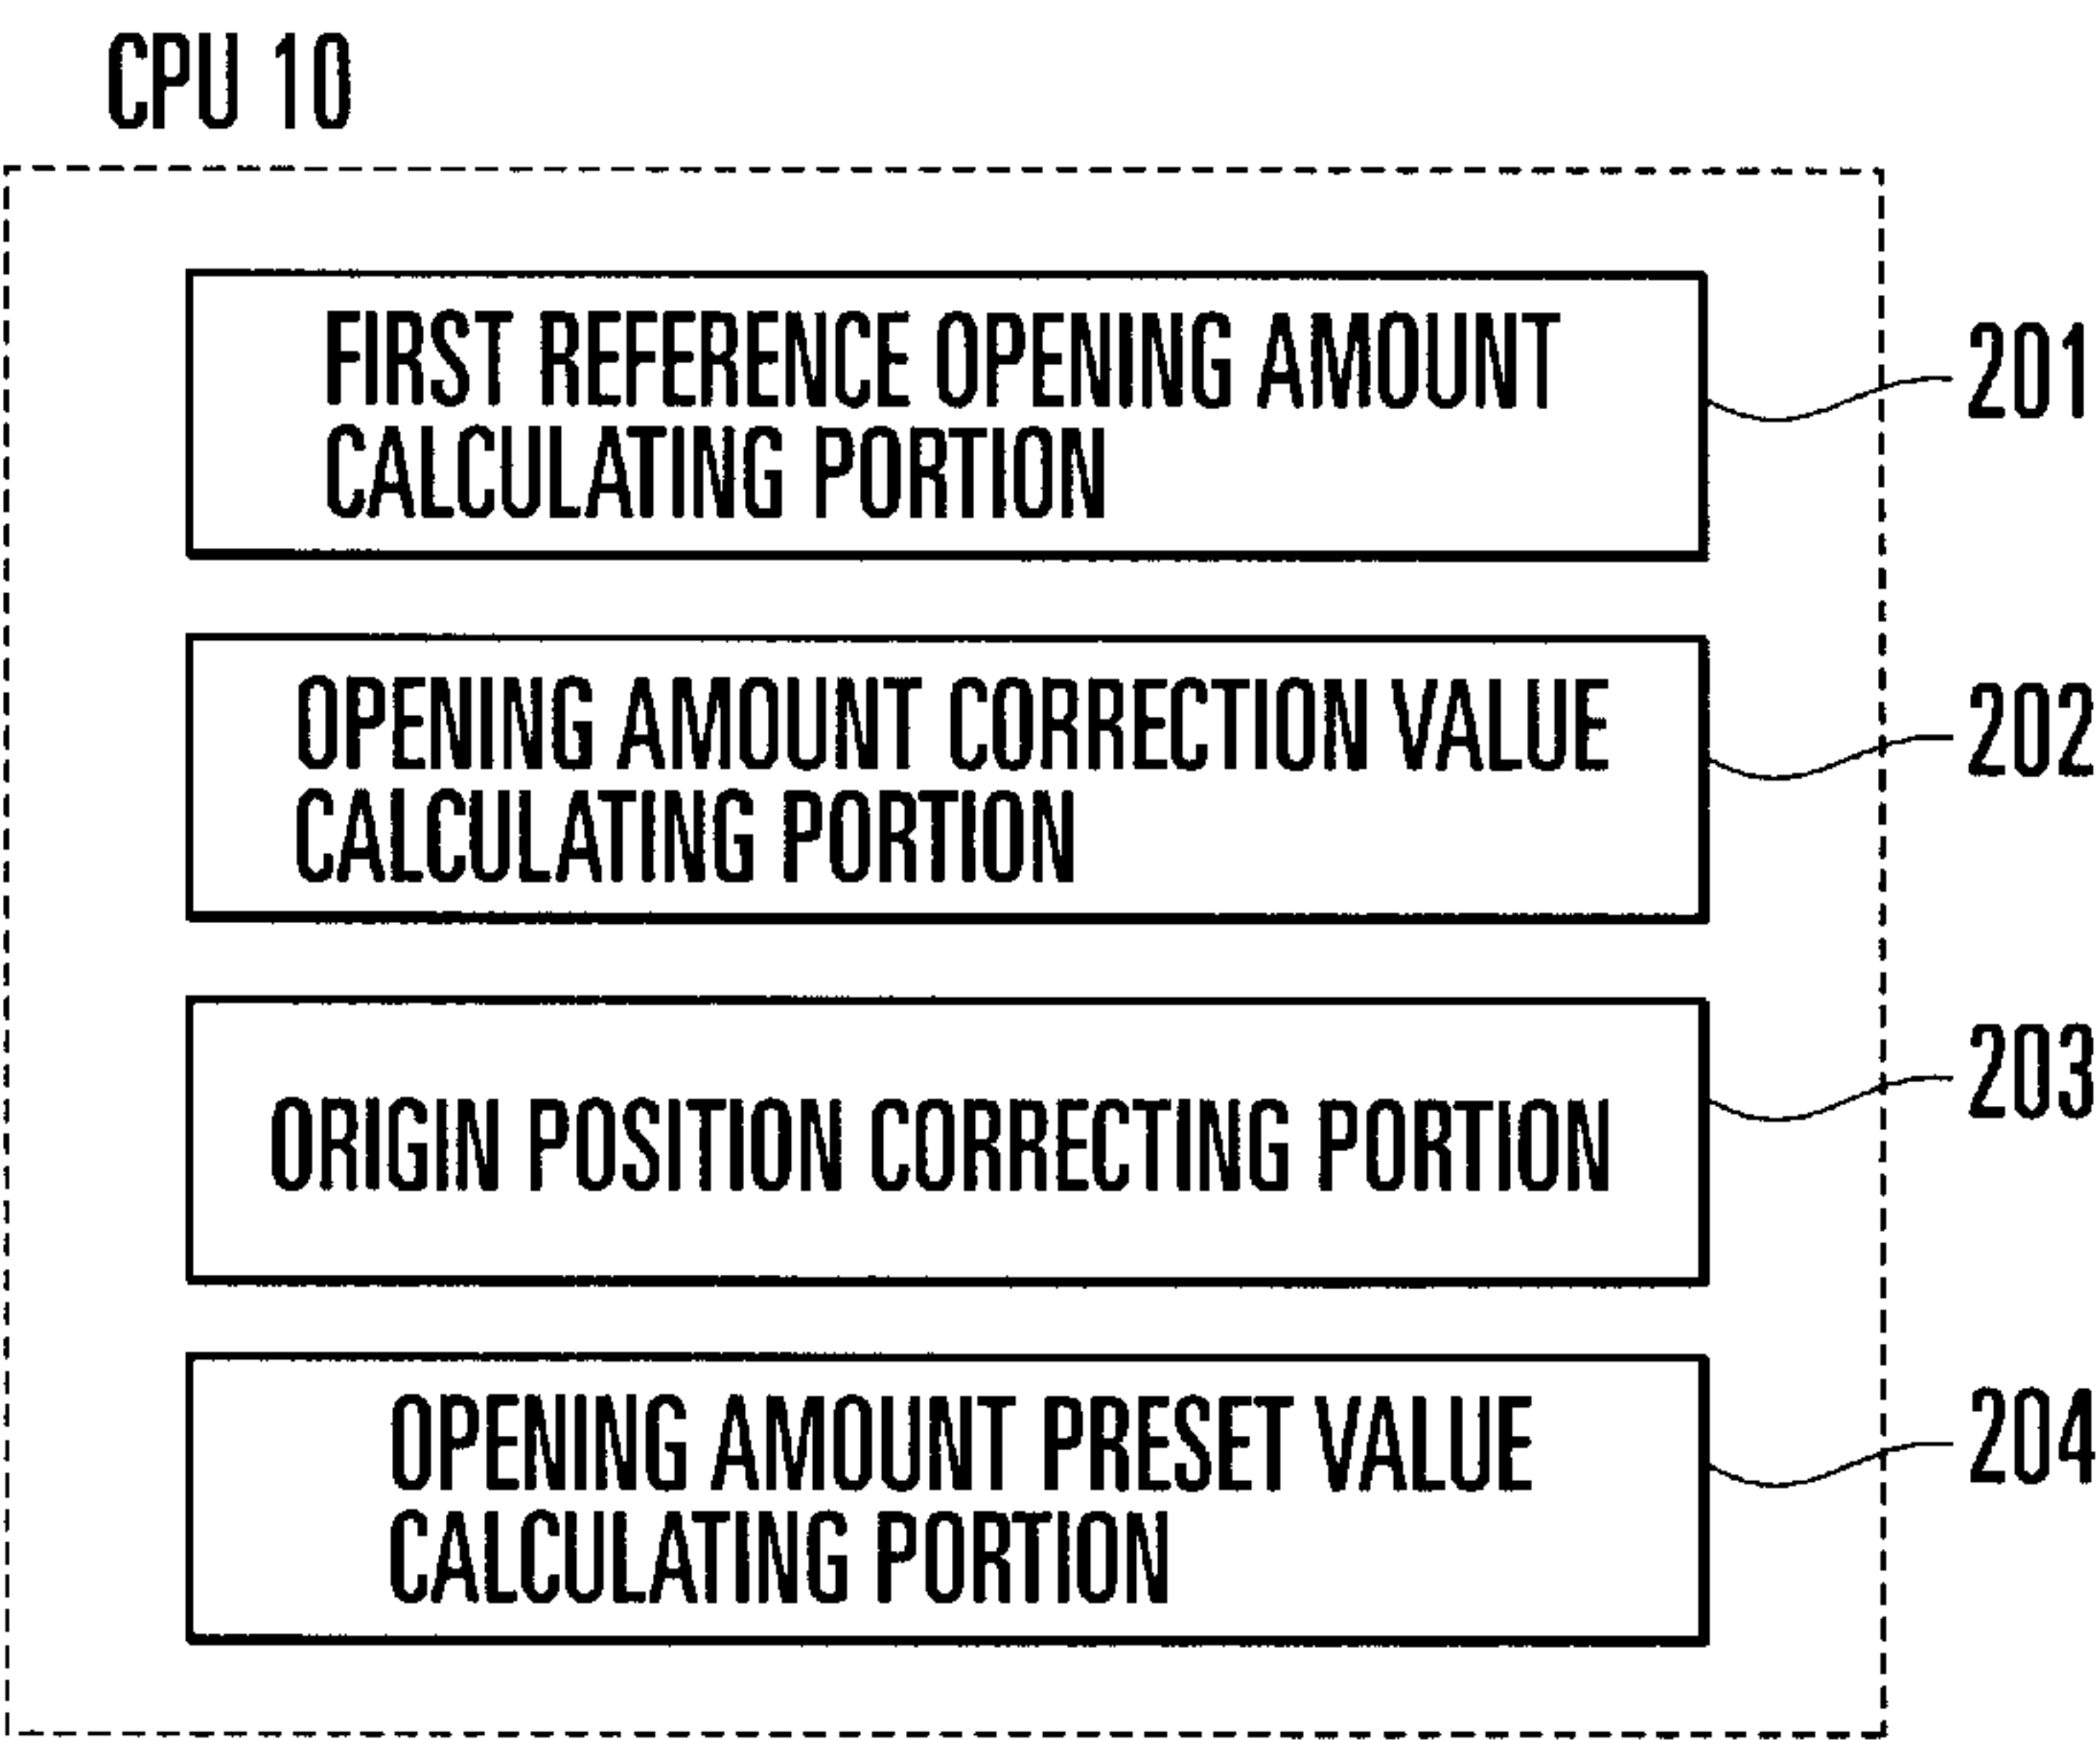 CPU 10
FIRST REFERENCE OPENING AMOUNT
CALCULATING PORTION
201
OPENING AMOUNT CORRECTION VALUE
CALCULATING PORTION
202
ORIGIN POSITION CORRECTING PORTION
203
OPENING AMOUNT PRESET VALUE
CALCULATING PORTION
204